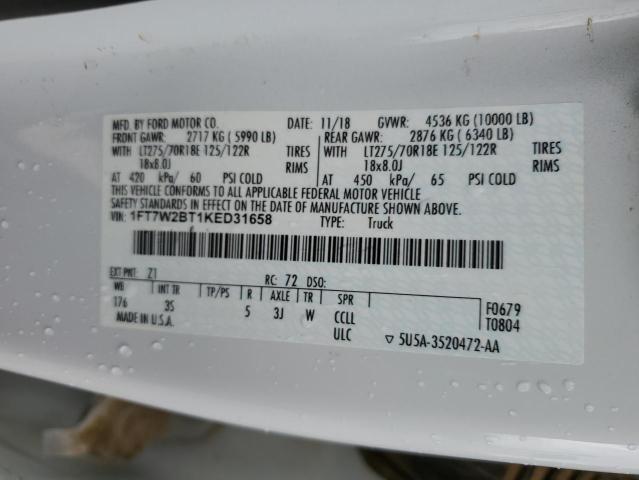 MFD. BY FORD MOTOR CO. DATE: 11/18 GVWR: 4536 KG (10000 LB)
FRONT GAWR: 2717 KG ( 5990 LB) REAR GAWR: 2876 KG ( 6340 LB)
WITH LT275/70R18E 125/122R TIRES WITH LT275/70R18E 125/122R TIRES
18x8.0J RIMS 18x8.0J RIMS
AT 420 kPa/ 60 PSI COLD AT 450 kPa/ 65 PSI COLD
THIS VEHICLE CONFORMS TO ALL APPLICABLE FEDERAL MOTOR VEHICLE
SAFETY STANDARDS IN EFFECT ON THE DATE OF MANUFACTURE SHOWN ABOVE.
VIN: 1FT7W2BT1KED31658 TYPE: Truck
EXT PNT: Z1 RC: 72 DSO:
WB INT TR TP/PS R AXLE TR SPR F0679
176 3S 5 3J W CCLL T0804
MADE IN U.S.A. ULC ▽ 5U5A-3520472-AA